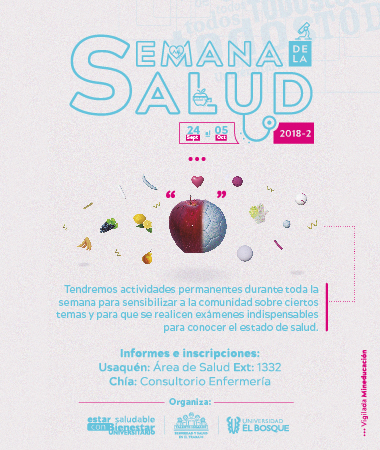 SEMANA DE LA
SALUD
24 Sept al 05 Oct 2018-2
“ ”
Tendremos actividades permanentes durante toda la
semana para sensibilizar a la comunidad sobre ciertos
temas y para que se realicen exámenes indispensables
para conocer el estado de salud.
Informes e inscripciones:
Usaquén: Área de Salud Ext: 1332
Chía: Consultorio Enfermería
Organiza:
estar saludable
con Bienestar
UNIVERSITARIO
UNIVERSIDAD
EL BOSQUE
Vigilada Mineducación